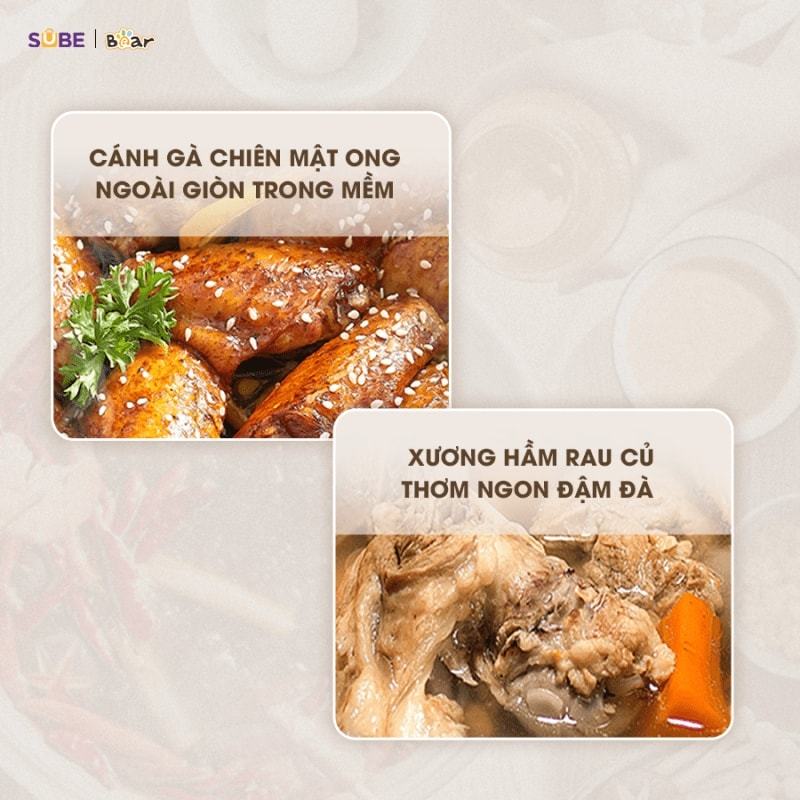 SUBE | Bear
CÁNH GÀ CHIÊN MẬT ONG
NGOÀI GIÒN TRONG MỀM
XƯƠNG HẦM RAU CỦ
THƠM NGON ĐẬM ĐÀ